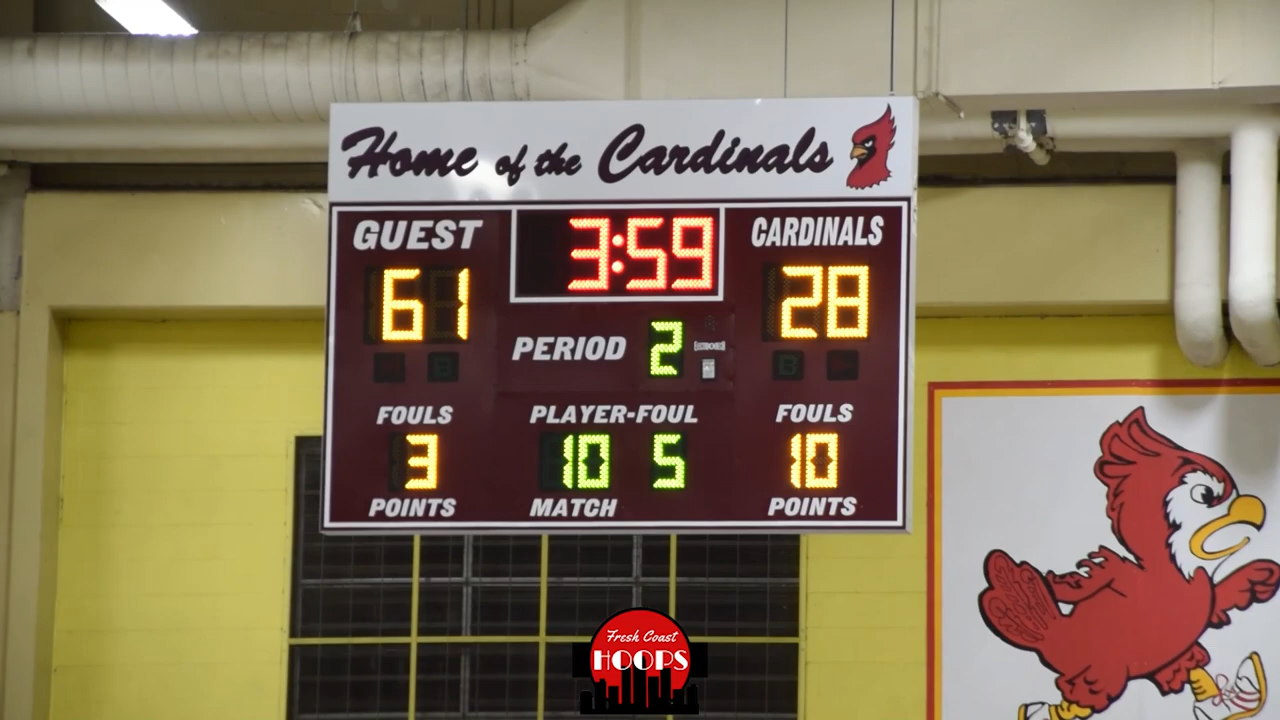 Home of the Cardinals
GUEST 3:59 CARDINALS
61 28
PERIOD 2
B B
FOULS PLAYER-FOUL FOULS
3 10 5 10
POINTS MATCH POINTS
Fresh Coast
HOOPS